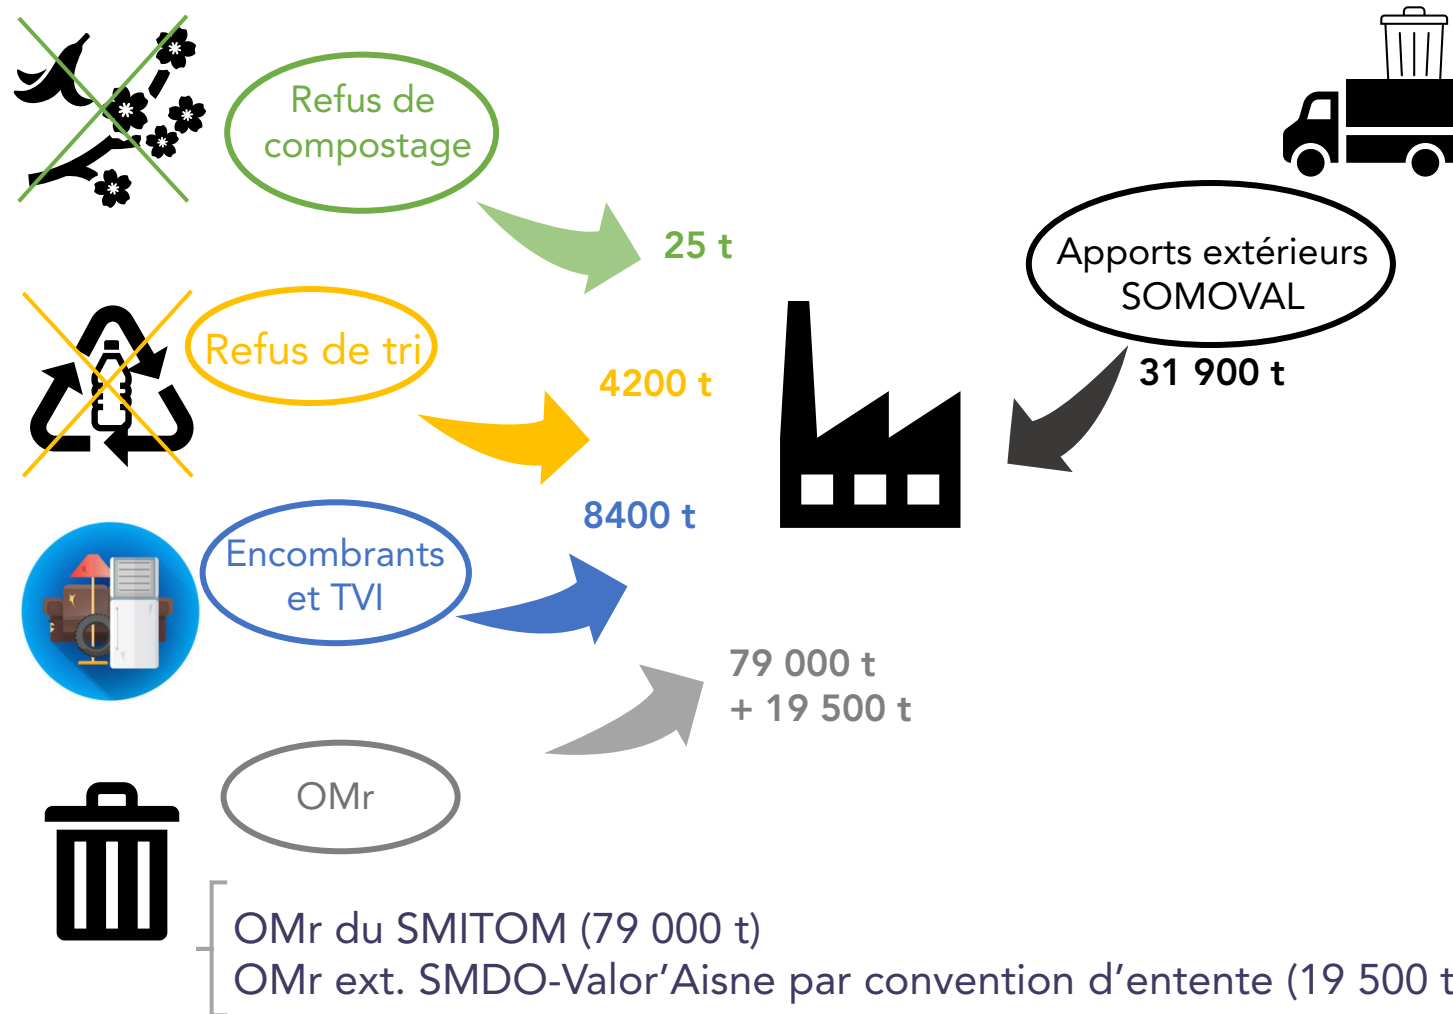 Refus de
compostage
25 t
Apports extérieurs
SOMOVAL
31 900 t
Refus de tri
4200 t
8400 t
Encombrants
et TVI
79 000 t
+ 19 500 t
OMr
OMr du SMITOM (79 000 t)
OMr ext. SMDO-Valor’Aisne par convention d’entente (19 500 t